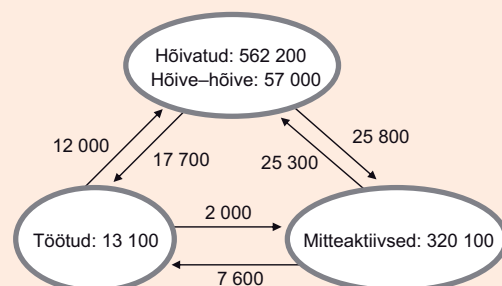 Hõivatud: 562 200
Hõive–hõive: 57 000
12 000
17 700
25 300
25 800
2 000
Töötud: 13 100
Mitteaktiivsed: 320 100
7 600